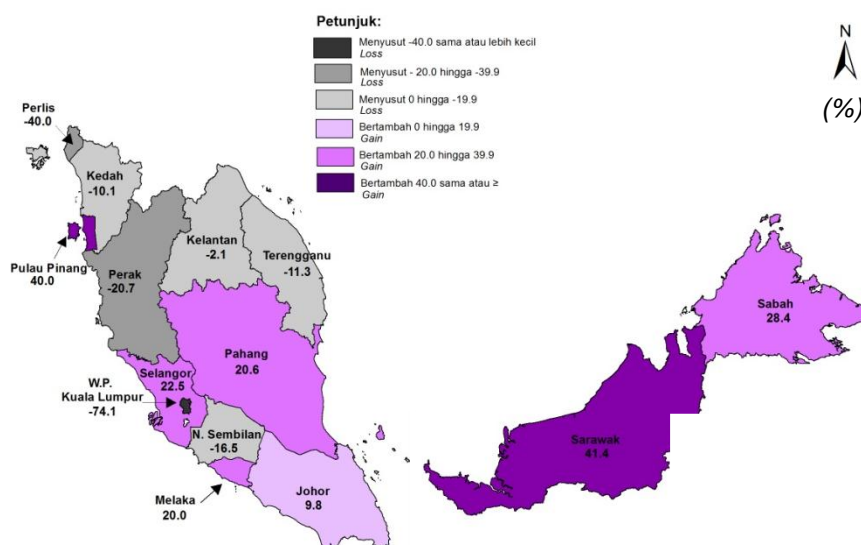 Petunjuk:
Menyusut -40.0 sama atau lebih kecil
Loss
Menyusut - 20.0 hingga -39.9
Loss
Menyusut 0 hingga -19.9
Loss
Bertambah 0 hingga 19.9
Gain
Bertambah 20.0 hingga 39.9
Gain
Bertambah 40.0 sama atau ≥
Gain
N
(%)
Perlis
-40.0
Kedah
-10.1
Pulau Pinang
40.0
Perak
-20.7
Kelantan
-2.1
Terengganu
-11.3
Pahang
20.6
Selangor
22.5
W.P.
Kuala Lumpur
-74.1
N. Sembilan
-16.5
Melaka
20.0
Johor
9.8
Sabah
28.4
Sarawak
41.4